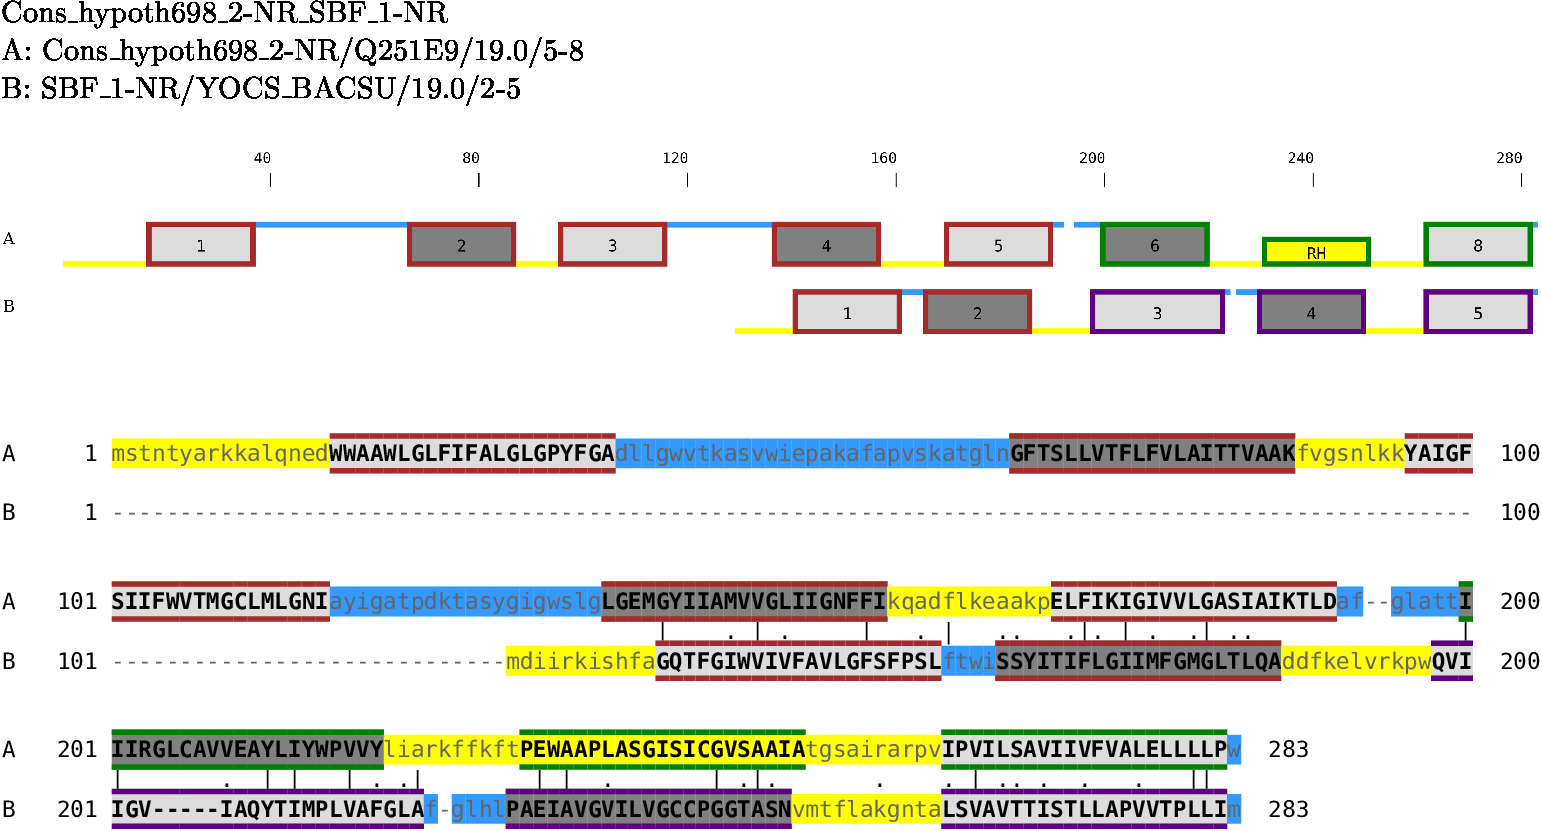 Cons_hypoth698_2-NR_SBF_1-NR
A: Cons_hypoth698_2-NR/Q251E9/19.0/5-8
B: SBF_1-NR/YOCS_BACSU/19.0/2-5
40 80 120 160 200 240 280
A 1 2 3 4 5 6 RH 8
B 1 2 3 4 5
A 1 mstntyarkkalqnedWWAAWLGLFIFALGLGPYFGAdllgwvtkasvwiepakafapvskatglnGFTSLLVTFLFVLAITTVAAKfvgsnlkkYAIGF 100
B 1 ---------------------------------------------------------------------------------------------------- 100
A 101 SIIFWVTMGCLMLGNIayigatpdktasygigwslgLGEMGYIIAMVVGLIIGNFFIkqadflkeaakpELFIKIGIVVLGASIAIKTLDaf--glattI 200
B 101 -----------------------------mdiirkishfaGQTFGIWVIVFAVLGFSFPSLftwiSSYITIFLGIIMFGMGLTLQAddfkelvrkpwQVI 200
A 201 IIRGLCAVVEAYLIYWPVVYliarkffkftPEWAAPLASGISICGVSAAIAtgsairarpvIPVILSAVIIVFVALELLLLPw 283
B 201 IGV-----IAQYTIMPLVAFGLAf-glhlPAEIAVGVILVGCCPGGTASNvmtflakgntaLSVAVTTISTLLAPVVTPLLIm 283